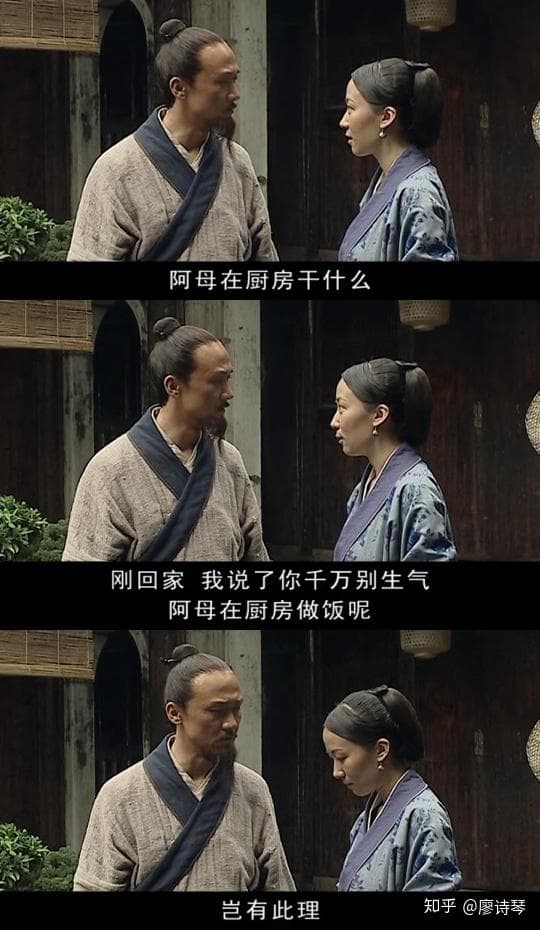 阿母在厨房干什么
刚回家 我说了你千万别生气
阿母在厨房做饭呢
岂有此理
知乎 @廖诗琴